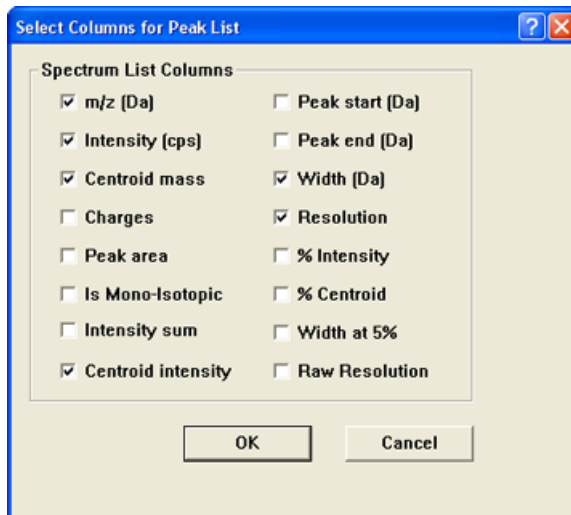 Select Columns for Peak List
?
Spectrum List Columns
m/z (Da)
Intensity (cps)
Centroid mass
Charges
Peak area
Is Mono-Isotopic
Intensity sum
Centroid intensity
Peak start (Da)
Peak end (Da)
Width (Da)
Resolution
% Intensity
% Centroid
Width at 5%
Raw Resolution
OK
Cancel